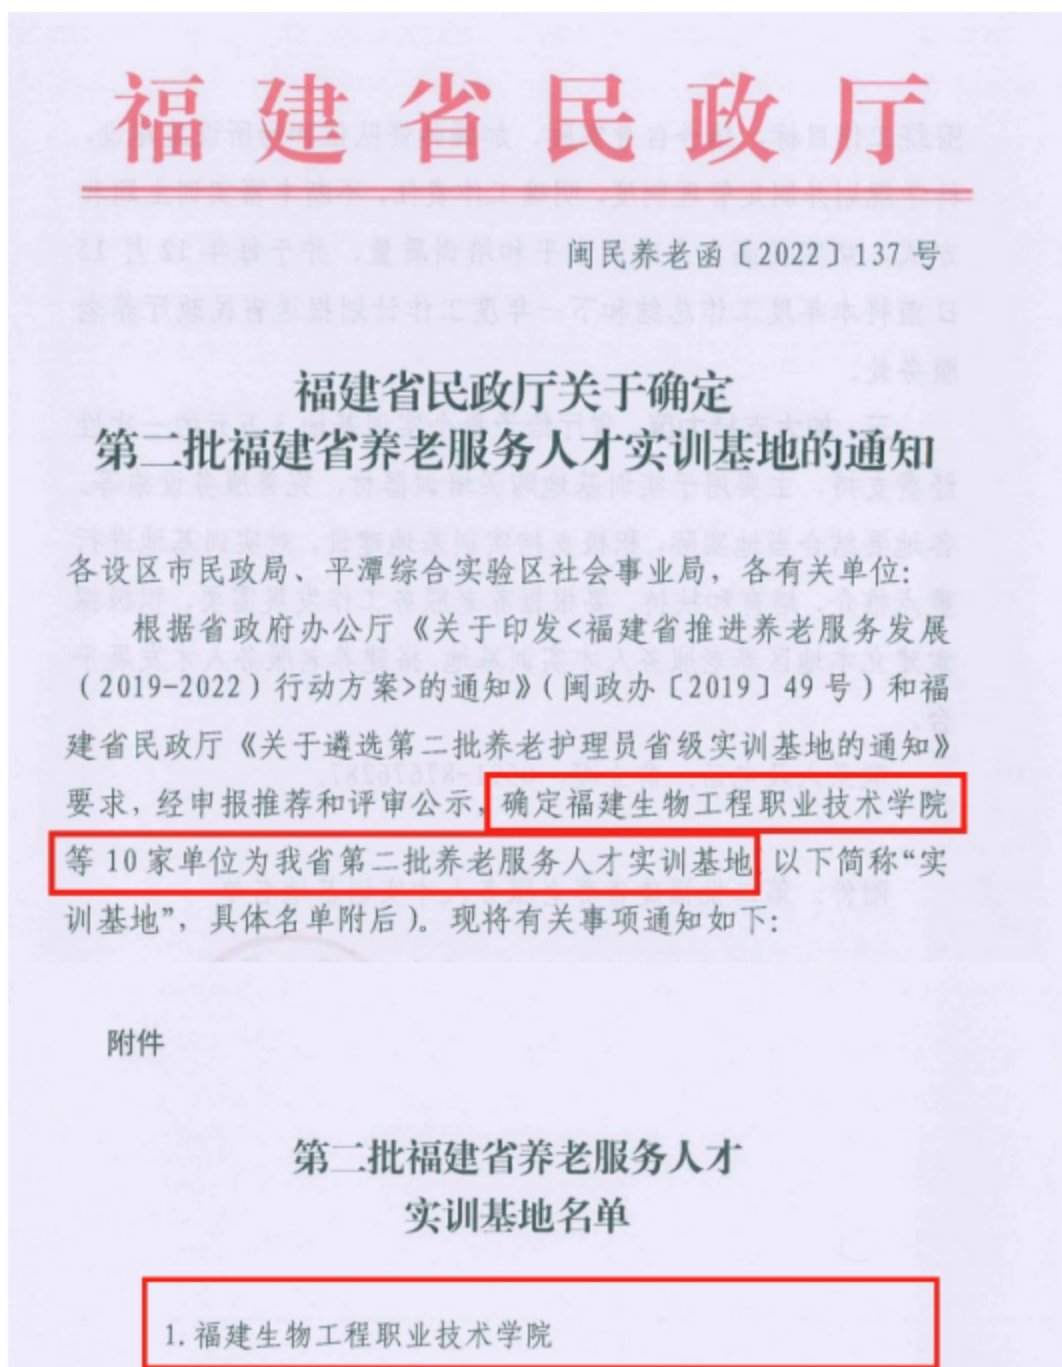 福建省民政厅
闽民养老函〔2022〕137号
福建省民政厅关于确定
第二批福建省养老服务人才实训基地的通知
各设区市民政局、平潭综合实验区社会事业局，各有关单位：
根据省政府办公厅《关于印发<福建省推进养老服务发展
（2019-2022）行动方案>的通知》（闽政办〔2019〕49号）和福
建省民政厅《关于遴选第二批养老护理员省级实训基地的通知》
要求，经申报推荐和评审公示，确定福建生物工程职业技术学院
等10家单位为我省第二批养老服务人才实训基地 以下简称“实
训基地”，具体名单附后）。现将有关事项通知如下：
附件
第二批福建省养老服务人才
实训基地名单
1.福建生物工程职业技术学院